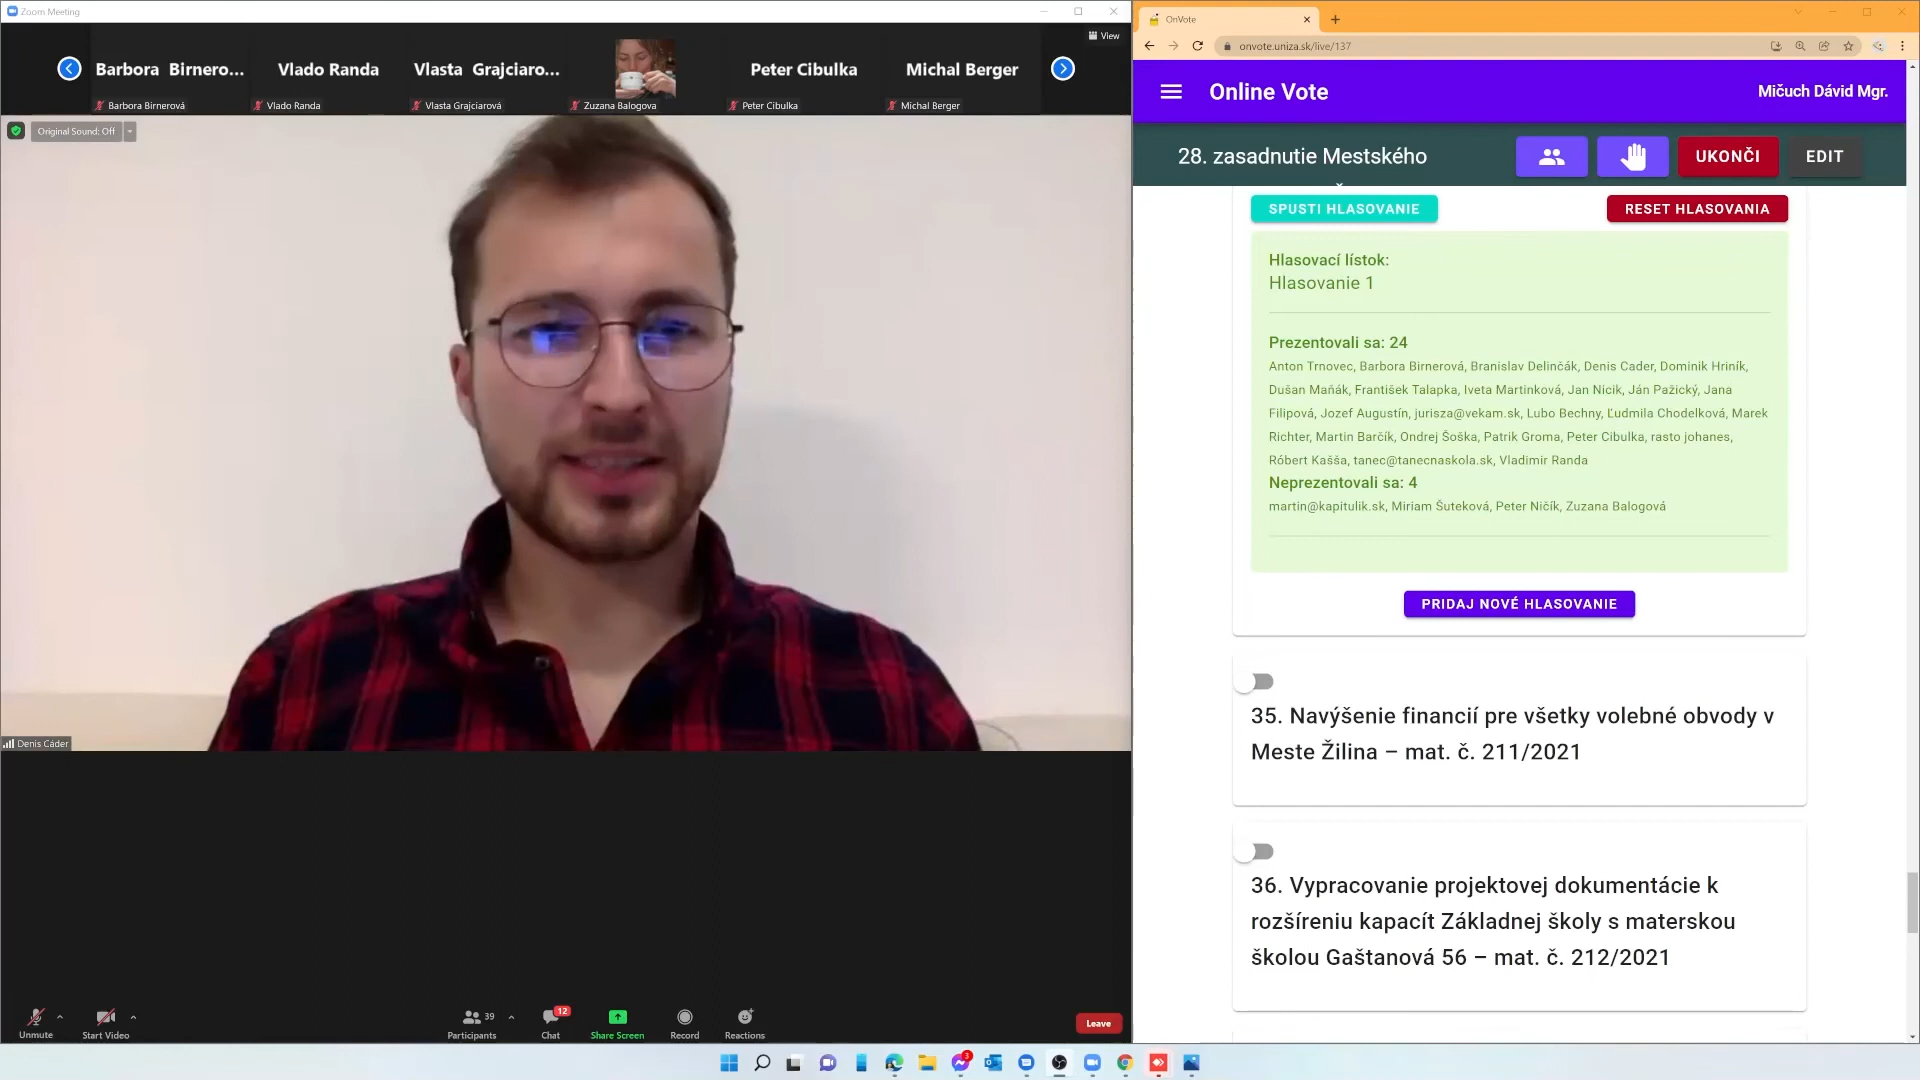 Zoom Meeting
View
Barbora Birnero...
Vlado Randa
Vlasta Grajciaro...
Peter Cibulka
Michal Berger
Barbora Birnerová
Vlado Randa
Vlasta Grajciarová
Zuzana Balogova
Peter Cibulka
Michal Berger
Original Sound: Off
Denis Cáder
Unmute
Start Video
39
Participants
12
Chat
Share Screen
Record
Reactions
Leave
OnVote
onvote.uniza.sk/live/137
Online Vote
Mičuch Dávid Mgr.
28. zasadnutie Mestského
UKONČI
EDIT
SPUSTI HLASOVANIE
RESET HLASOVANIA
Hlasovací lístok:
Hlasovanie 1
Prezentovali sa: 24
Anton Trnovec, Barbora Birnerová, Branislav Delinčák, Denis Cader, Dominik Hriník,
Dušan Maňák, František Talapka, Iveta Martinková, Jan Nicik, Ján Pažický, Jana
Filipová, Jozef Augustín, jurisza@vekam.sk, Lubo Bechny, Ľudmila Chodelková, Marek
Richter, Martin Barčík, Ondrej Šoška, Patrik Groma, Peter Cibulka, rasto johanes,
Róbert Kašša, tanec@tanecnaskola.sk, Vladimir Randa
Neprezentovali sa: 4
martin@kapitulik.sk, Miriam Šuteková, Peter Ničík, Zuzana Balogová
PRIDAJ NOVÉ HLASOVANIE
35. Navýšenie financií pre všetky volebné obvody v
Meste Žilina – mat. č. 211/2021
36. Vypracovanie projektovej dokumentácie k
rozšíreniu kapacít Základnej školy s materskou
školou Gaštanová 56 – mat. č. 212/2021
3